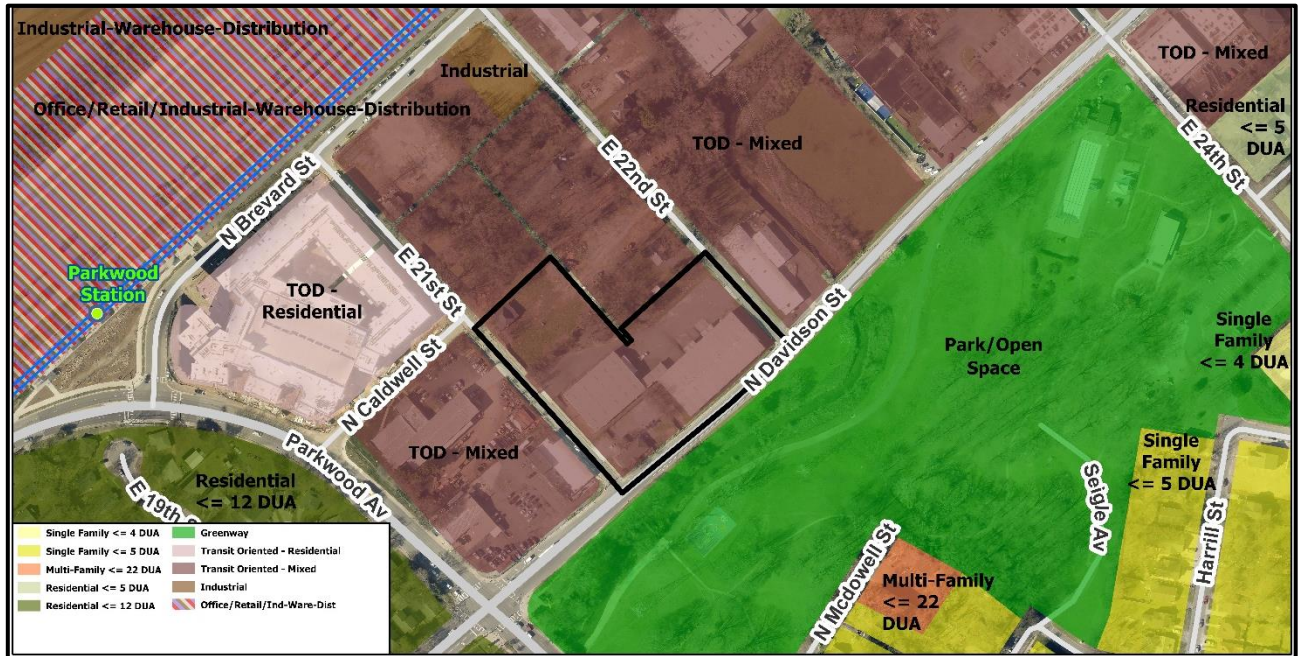 Industrial-Warehouse-Distribution
Industrial
Office/Retail/Industrial-Warehouse-Distribution
TOD - Mixed
Residential
<= 5
DUA
E 24th St
TOD - Mixed
E 22nd St
N Brevard St
Parkwood
Station
TOD -
Residential
E 21st St
N Caldwell St
N Davidson St
Park/Open
Space
Single
Family
<= 4 DUA
Single
Family
<= 5 DUA
TOD - Mixed
Parkwood Av
Residential
<= 12 DUA
E 19th S
Seigle Av
Harrill St
N Mcdowell St
Multi-Family
<= 22
DUA
Single Family <= 4 DUA
Single Family <= 5 DUA
Multi-Family <= 22 DUA
Residential <= 5 DUA
Residential <= 12 DUA
Greenway
Transit Oriented - Residential
Transit Oriented - Mixed
Industrial
Office/Retail/Ind-Ware-Dist